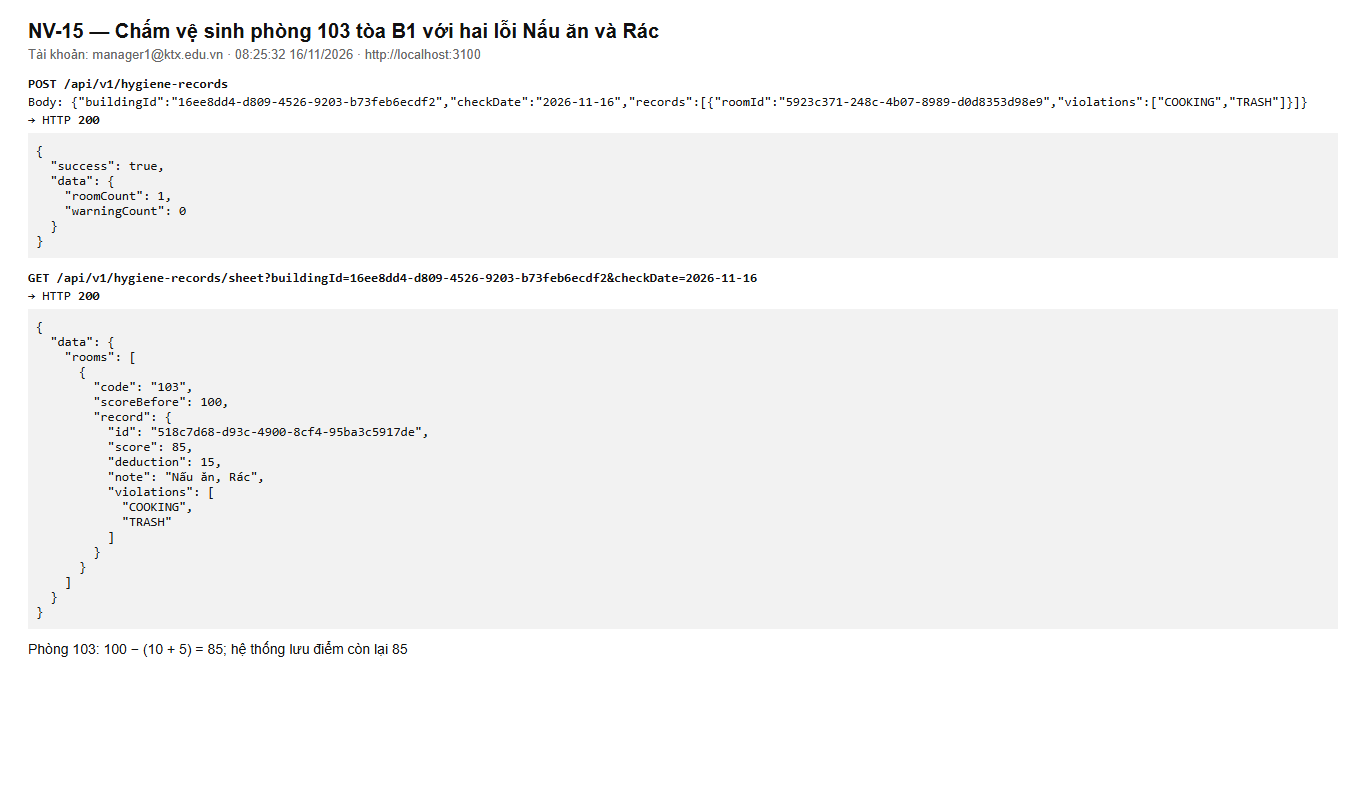 NV-15 — Chấm vệ sinh phòng 103 tòa B1 với hai lỗi Nấu ăn và Rác
Tài khoản: manager1@ktx.edu.vn · 08:25:32 16/11/2026 · http://localhost:3100
POST /api/v1/hygiene-records
Body: {"buildingId":"16ee8dd4-d809-4526-9203-b73feb6ecdf2","checkDate":"2026-11-16","records":[{"roomId":"5923c371-248c-4b07-8989-d0d8353d98e9","violations":["COOKING","TRASH"]}]}
→ HTTP 200
{
  "success": true,
  "data": {
    "roomCount": 1,
    "warningCount": 0
  }
}
GET /api/v1/hygiene-records/sheet?buildingId=16ee8dd4-d809-4526-9203-b73feb6ecdf2&checkDate=2026-11-16
→ HTTP 200
{
  "data": {
    "rooms": [
      {
        "code": "103",
        "scoreBefore": 100,
        "record": {
          "id": "518c7d68-d93c-4900-8cf4-95ba3c5917de",
          "score": 85,
          "deduction": 15,
          "note": "Nấu ăn, Rác",
          "violations": [
            "COOKING",
            "TRASH"
          ]
        }
      }
    ]
  }
}
Phòng 103: 100 − (10 + 5) = 85; hệ thống lưu điểm còn lại 85